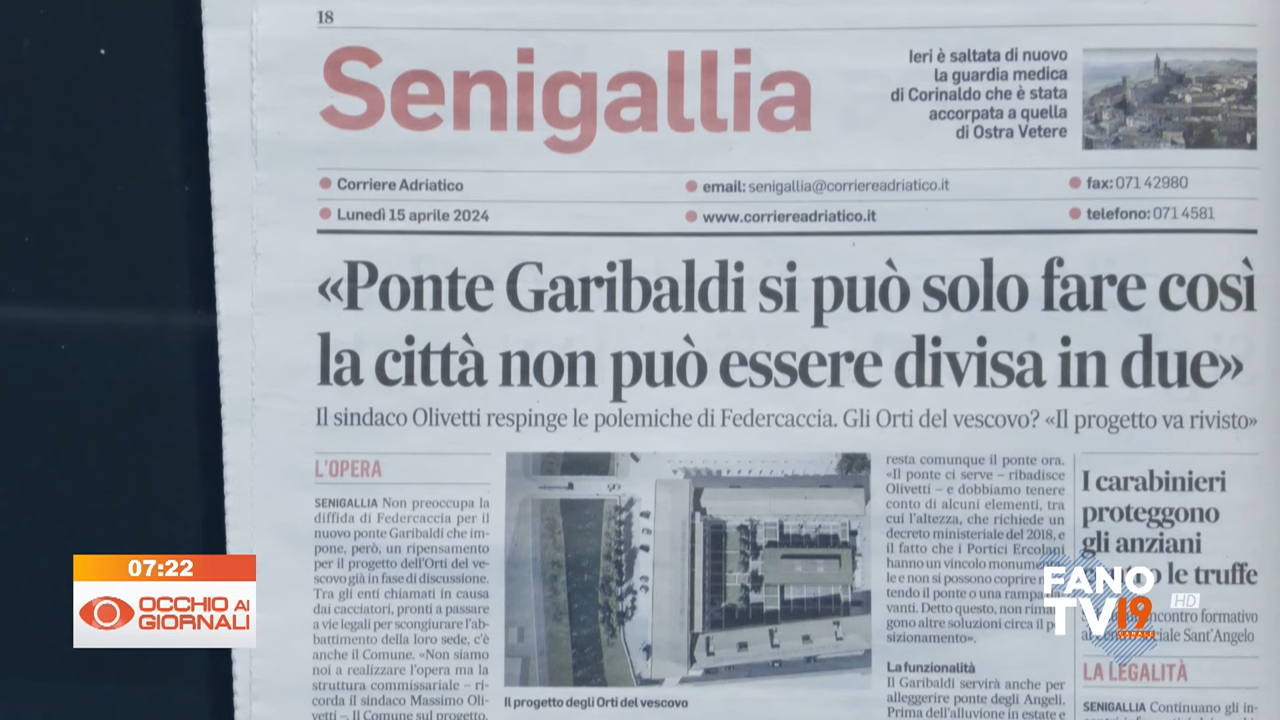 18
Senigallia
Ieri è saltata di nuovo
la guardia medica
di Corinaldo che è stata
accorpata a quella
di Ostra Vetere
Corriere Adriatico
email: senigallia@corriereadriatico.it
fax: 071 42980
Lunedì 15 aprile 2024
www.corriereadriatico.it
telefono: 071 4581
«Ponte Garibaldi si può solo fare così
la città non può essere divisa in due»
Il sindaco Olivetti respinge le polemiche di Federcaccia. Gli Orti del vescovo? «Il progetto va rivisto»
L'OPERA
SENIGALLIA Non preoccupa la
diffida di Federcaccia per il
nuovo ponte Garibaldi che im-
pone, però, un ripensamento
per il progetto dell'Orti del ve-
scovo già in fase di discussione.
Tra gli enti chiamati in causa
dai cacciatori, pronti a passare
a vie legali per scongiurare l'ab-
battimento della loro sede, c'è
anche il Comune. «Non siamo
noi a realizzare l'opera ma la
struttura commissariale – ri-
corda il sindaco Massimo Oli-
vetti –. Il Comune sul progetto,
Il progetto degli Orti del vescovo
resta comunque il ponte ora.
«Il ponte ci serve – ribadisce
Olivetti – e dobbiamo tenere
conto di alcuni elementi, tra
cui l'altezza, che richiede un
decreto ministeriale del 2018, e
il fatto che i Portici Ercolani
hanno un vincolo monume
le e non si possono coprire m
tendo il ponte o una rampa
vanti. Detto questo, non rim
gono altre soluzioni circa il p
sizionamento».
La funzionalità
Il Garibaldi servirà anche per
alleggerire ponte degli Angeli.
Prima dell'alluvione in estate e
I carabinieri
proteggono
gli anziani
le truffe
incontro formativo
Sant'Angelo
LA LEGALITÀ
SENIGALLIA Continuano gli in-
07:22
OCCHIO AI
GIORNALI
FANO
TV 19
HD